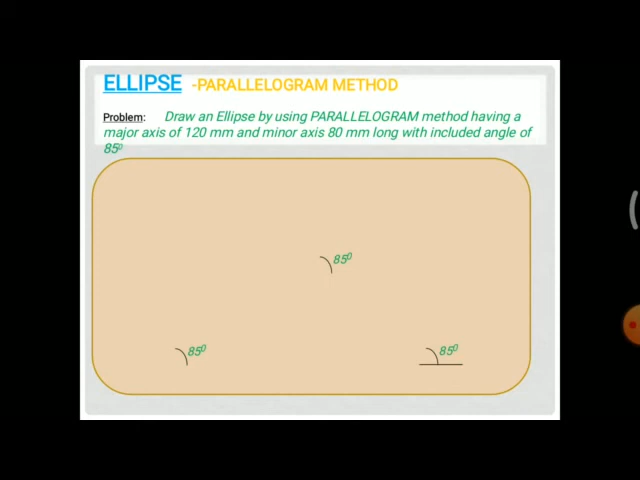 ELLIPSE -PARALLELOGRAM METHOD
Problem: Draw an Ellipse by using PARALLELOGRAM method having a
major axis of 120 mm and minor axis 80 mm long with included angle of
85⁰
85⁰
85⁰ 85⁰